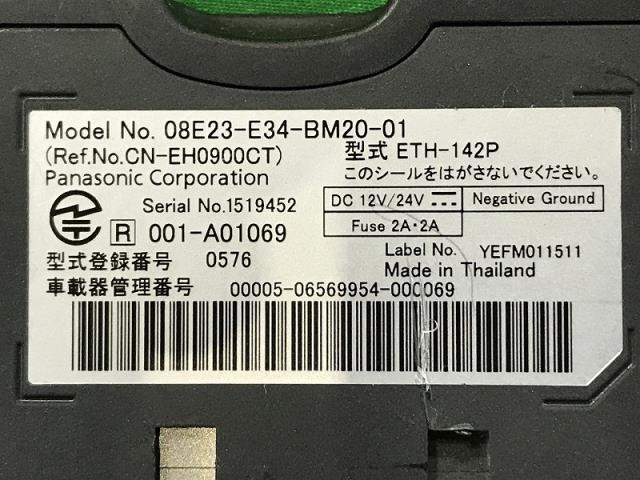 Model No. 08E23-E34-BM20-01
(Ref.No.CN-EH0900CT) 型式 ETH-142P
Panasonic Corporation このシールをはがさないでください。
Serial No.1519452 DC 12V/24V Negative Ground
R 001-A01069 Fuse 2A・2A
型式登録番号 0576 Label No. YEFM011511
Made in Thailand
車載器管理番号 00005-06569954-000069